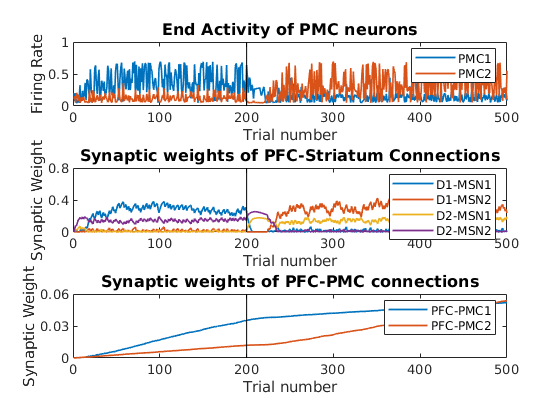 End Activity of PMC neurons
Firing Rate
1
0.5
0
PMC1
PMC2
0 100 200 300 400 500
Trial number
Synaptic weights of PFC-Striatum Connections
Synaptic Weight
0.8
0.4
0
D1-MSN1
D1-MSN2
D2-MSN1
D2-MSN2
0 100 200 300 400 500
Trial number
Synaptic weights of PFC-PMC connections
Synaptic Weight
0.06
0.03
0
PFC-PMC1
PFC-PMC2
0 100 200 300 400 500
Trial number